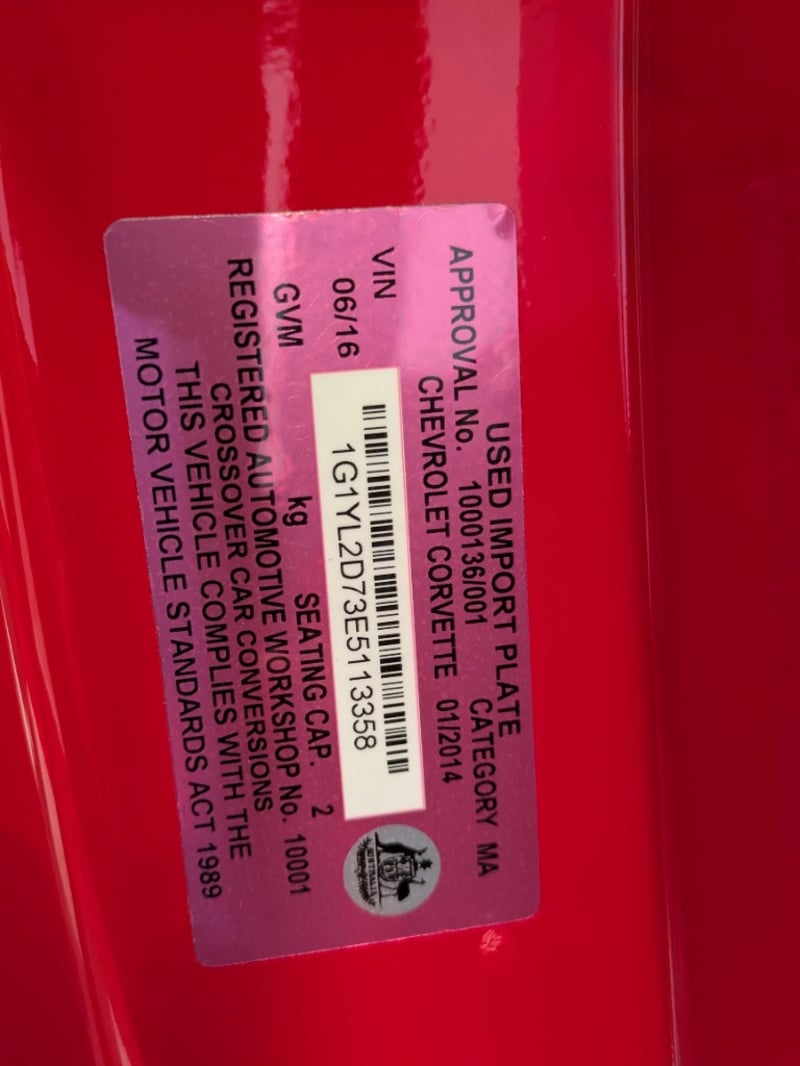 USED IMPORT PLATE
APPROVAL No. 1000136/001 CATEGORY MA
CHEVROLET CORVETTE 01/2014
VIN
1G1YL2D73E5113358
06/16
GVM kg SEATING CAP. 2
REGISTERED AUTOMOTIVE WORKSHOP No. 10001
CROSSOVER CAR CONVERSIONS
THIS VEHICLE COMPLIES WITH THE
MOTOR VEHICLE STANDARDS ACT 1989
AUSTRALIA